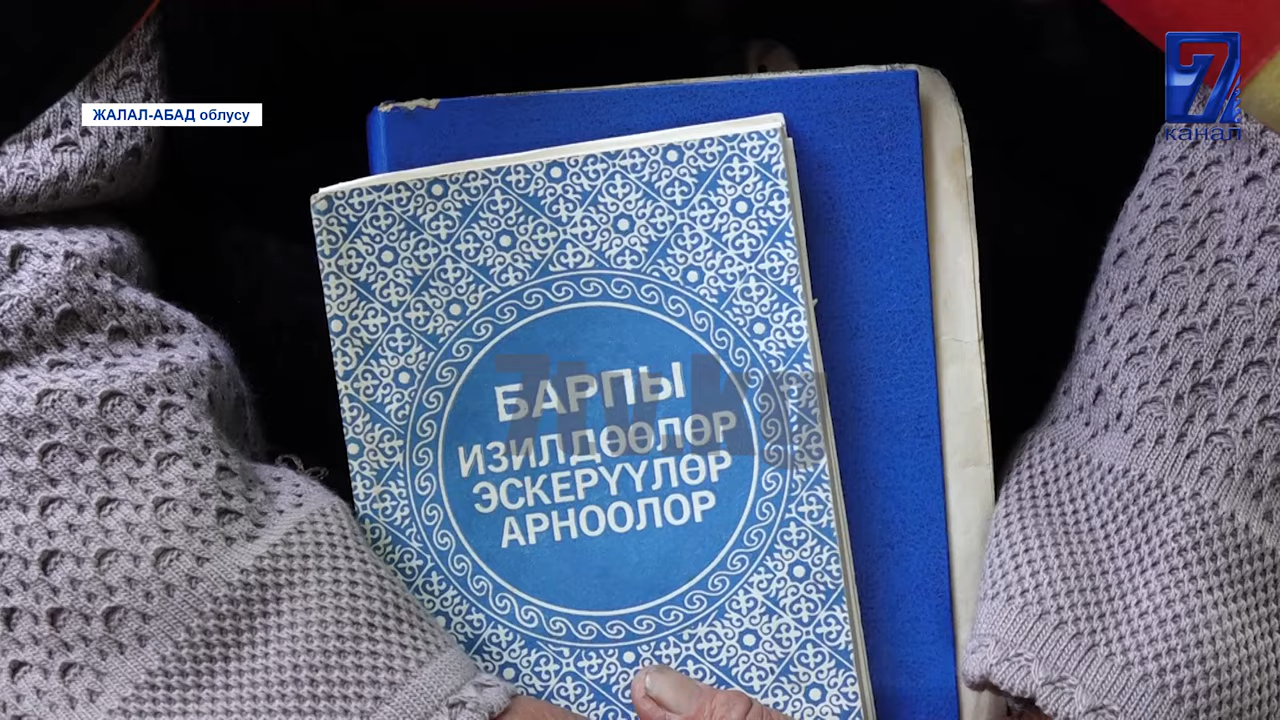 ЖАЛАЛ-АБАД облусу
7
канал
БАРПЫ
ИЗИЛДӨӨЛӨР
ЭСКЕРҮҮЛӨР
АРНООЛОР